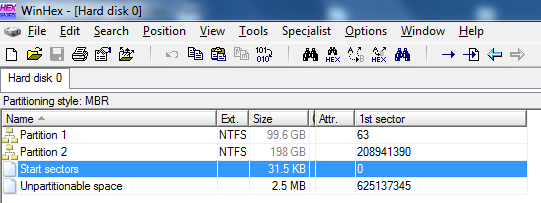 WinHex - [Hard disk 0]
File Edit Search Position View Tools Specialist Options Window Help
Hard disk 0
Partitioning style: MBR
Name Ext. Size Attr. 1st sector
Partition 1 NTFS 99.6 GB 63
Partition 2 NTFS 198 GB 208941390
Start sectors 31.5 KB 0
Unpartitionable space 2.5 MB 625137345